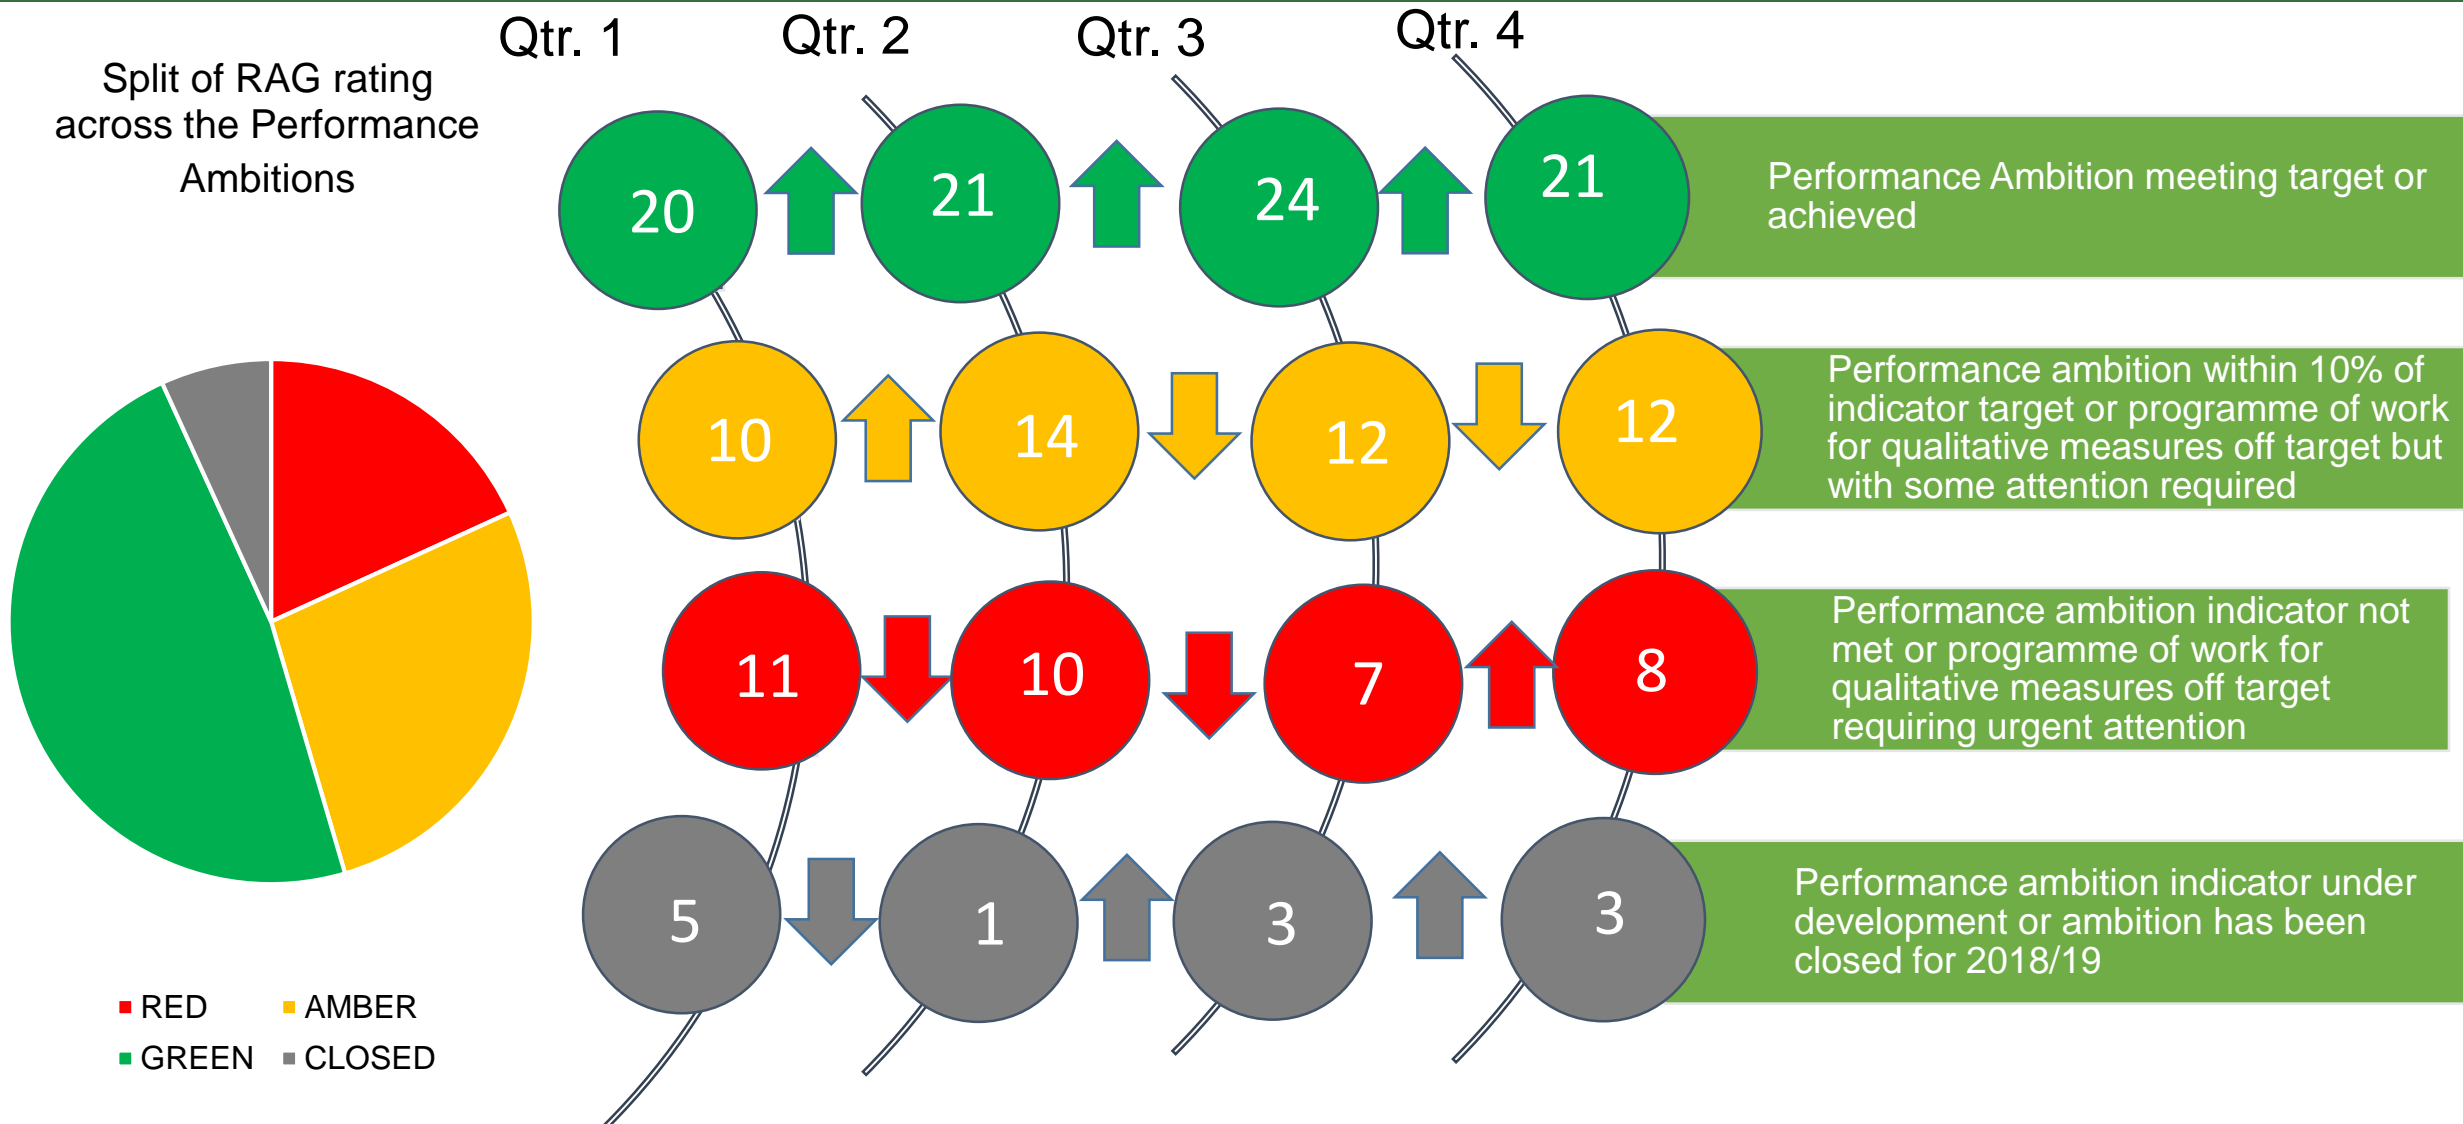 Qtr. 1
Qtr. 2
Qtr. 3
Qtr. 4
Split of RAG rating
across the Performance
Ambitions
20
21
24
21
Performance Ambition meeting target or
achieved
10
14
12
12
Performance ambition within 10% of
indicator target or programme of work
for qualitative measures off target but
with some attention required
11
10
7
8
Performance ambition indicator not
met or programme of work for
qualitative measures off target
requiring urgent attention
5
1
3
3
Performance ambition indicator under
development or ambition has been
closed for 2018/19
RED
AMBER
GREEN
CLOSED